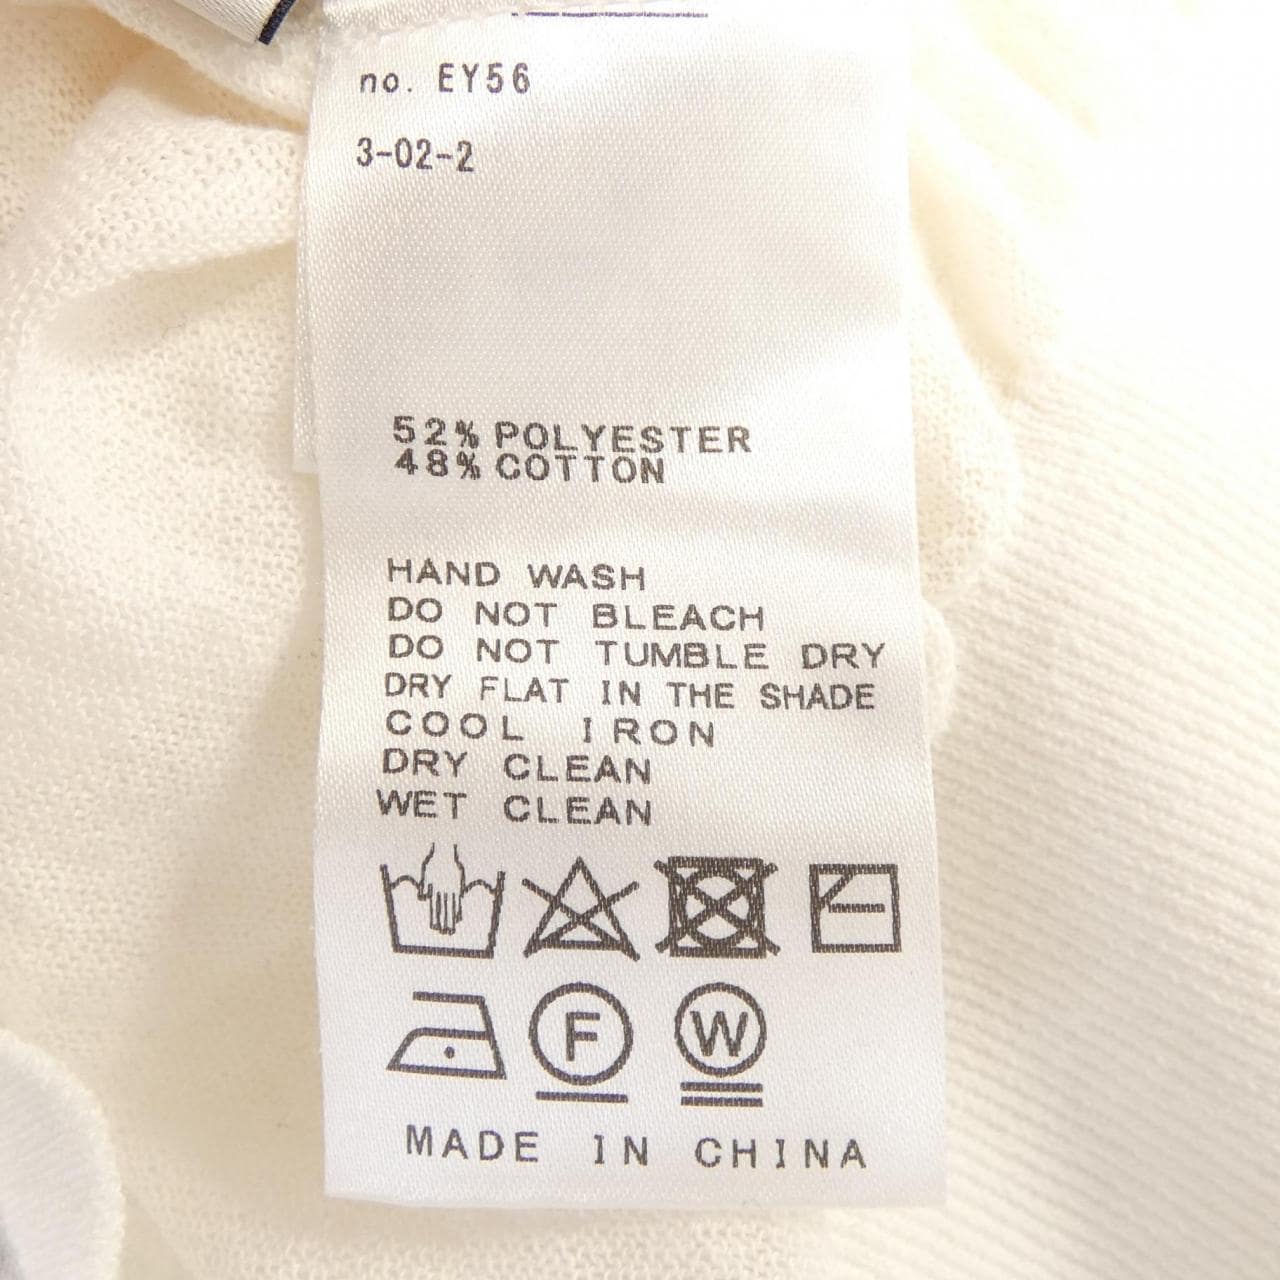 no. EY56
3-02-2
52% POLYESTER
48% COTTON
HAND WASH
DO NOT BLEACH
DO NOT TUMBLE DRY
DRY FLAT IN THE SHADE
COOL IRON
DRY CLEAN
WET CLEAN
F W
MADE IN CHINA